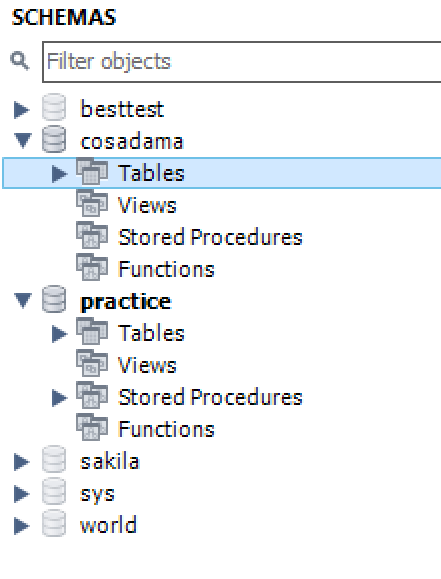 SCHEMAS
Filter objects
besttest
cosadama
Tables
Views
Stored Procedures
Functions
practice
Tables
Views
Stored Procedures
Functions
sakila
sys
world